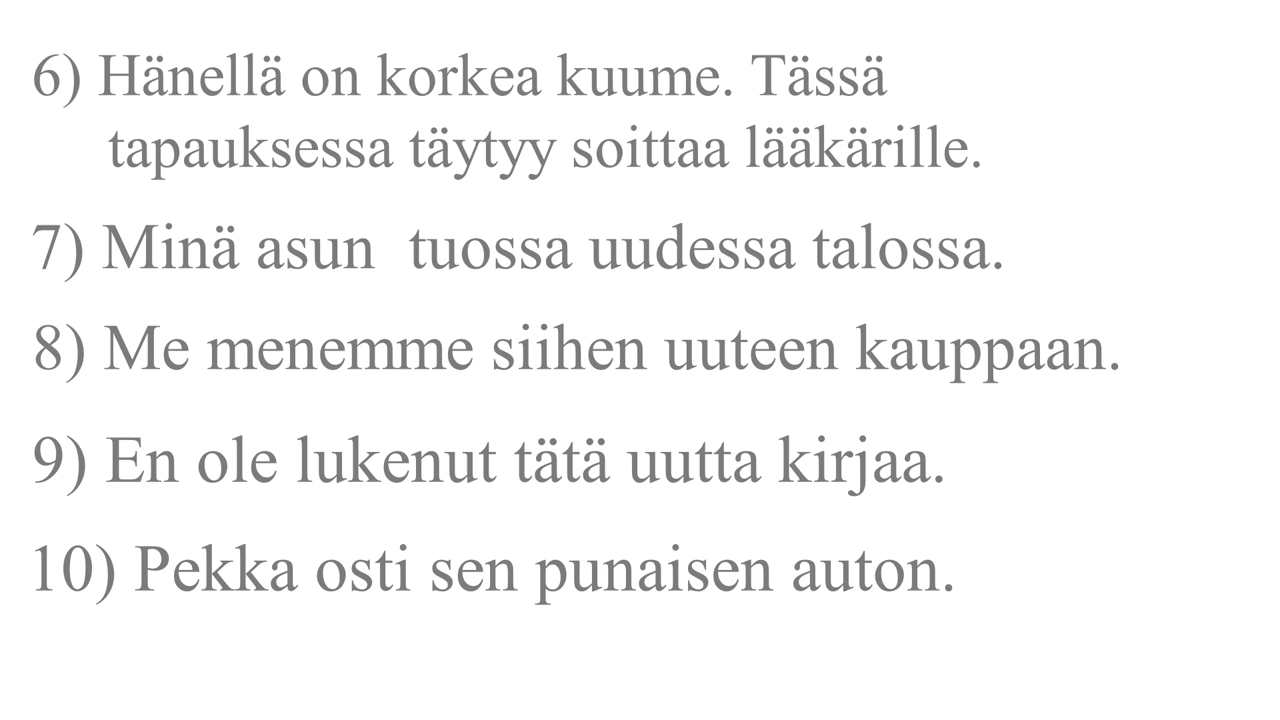 6) Hänellä on korkea kuume. Tässä
tapauksessa täytyy soittaa lääkärille.
7) Minä asun  tuossa uudessa talossa.
8) Me menemme siihen uuteen kauppaan.
9) En ole lukenut tätä uutta kirjaa.
10) Pekka osti sen punaisen auton.